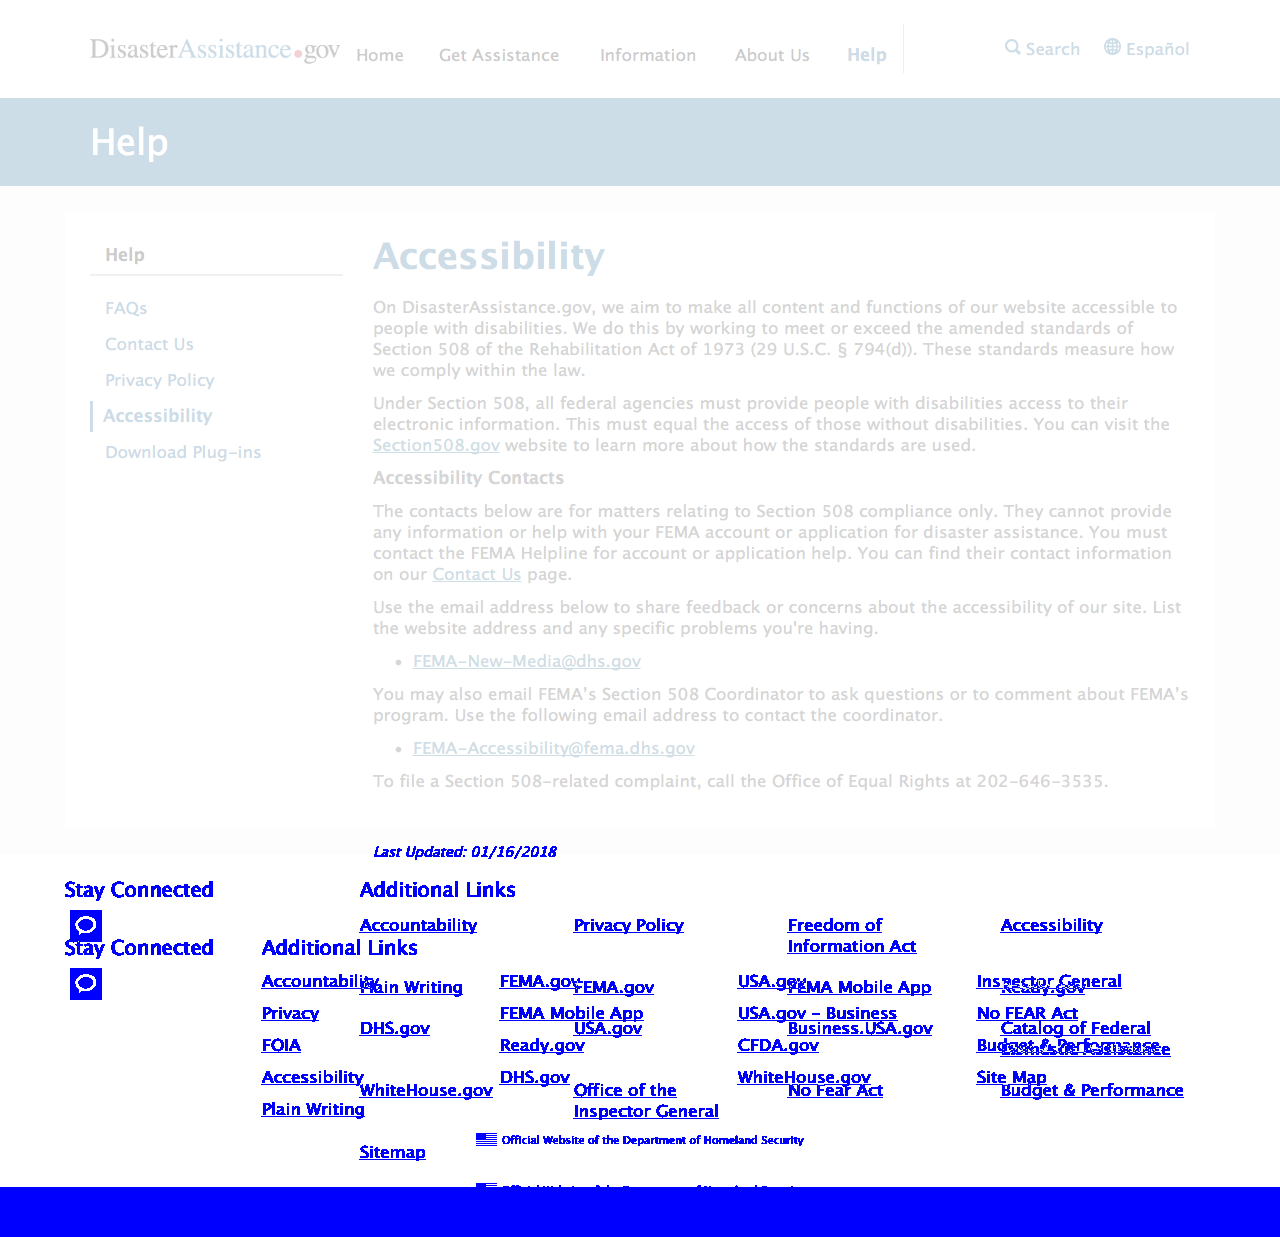 DisasterAssistance.gov Home Get Assistance Information About Us Help Search Español
Help
Help
FAQs
Contact Us
Privacy Policy
Accessibility
Download Plug-ins
Accessibility
On DisasterAssistance.gov, we aim to make all content and functions of our website accessible to
people with disabilities. We do this by working to meet or exceed the amended standards of
Section 508 of the Rehabilitation Act of 1973 (29 U.S.C. § 794(d)). These standards measure how
we comply within the law.
Under Section 508, all federal agencies must provide people with disabilities access to their
electronic information. This must equal the access of those without disabilities. You can visit the
Section508.gov website to learn more about how the standards are used.
Accessibility Contacts
The contacts below are for matters relating to Section 508 compliance only. They cannot provide
any information or help with your FEMA account or application for disaster assistance. You must
contact the FEMA Helpline for account or application help. You can find their contact information
on our Contact Us page.
Use the email address below to share feedback or concerns about the accessibility of our site. List
the website address and any specific problems you're having.
• FEMA-New-Media@dhs.gov
You may also email FEMA's Section 508 Coordinator to ask questions or to comment about FEMA's
program. Use the following email address to contact the coordinator.
• FEMA-Accessibility@fema.dhs.gov
To file a Section 508-related complaint, call the Office of Equal Rights at 202-646-3535.
Last Updated: 01/16/2018
Stay Connected Additional Links
Accountability Privacy Policy Freedom of Accessibility
Information Act
Stay Connected Additional Links
Accountability FEMA.gov USA.gov Inspector General
Plain Writing FEMA.gov FEMA Mobile App Ready.gov
Privacy FEMA Mobile App USA.gov - Business No FEAR Act
DHS.gov USA.gov Business.USA.gov Catalog of Federal
Domestic Assistance
FOIA Ready.gov CFDA.gov Budget & Performance
Accessibility DHS.gov WhiteHouse.gov Site Map
WhiteHouse.gov Office of the No Fear Act Budget & Performance
Inspector General
Plain Writing
Official Website of the Department of Homeland Security
Sitemap